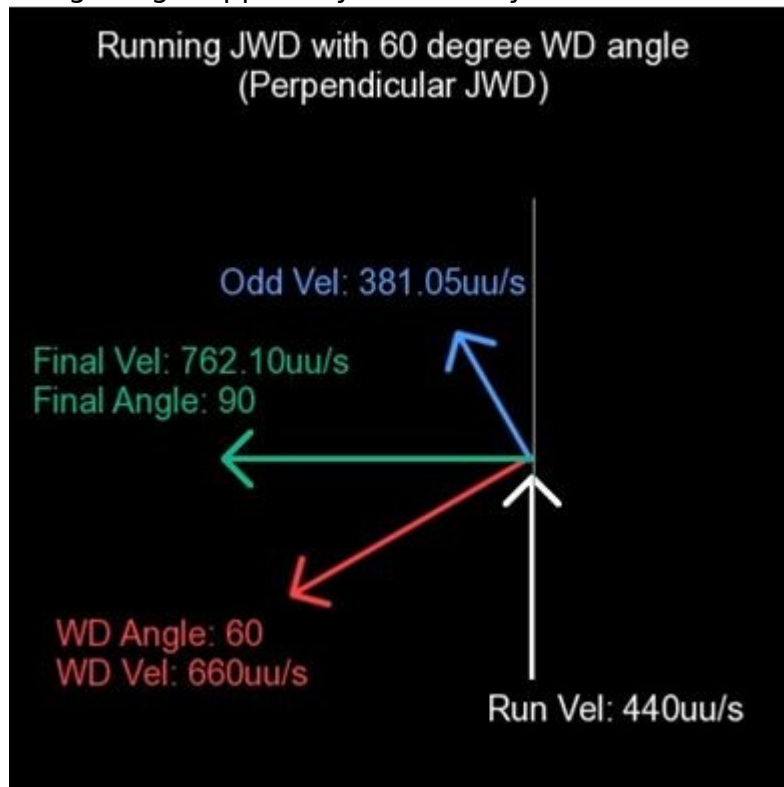 Running JWD with 60 degree WD angle
(Perpendicular JWD)
Odd Vel: 381.05uu/s
Final Vel: 762.10uu/s
Final Angle: 90
WD Angle: 60
WD Vel: 660uu/s
Run Vel: 440uu/s